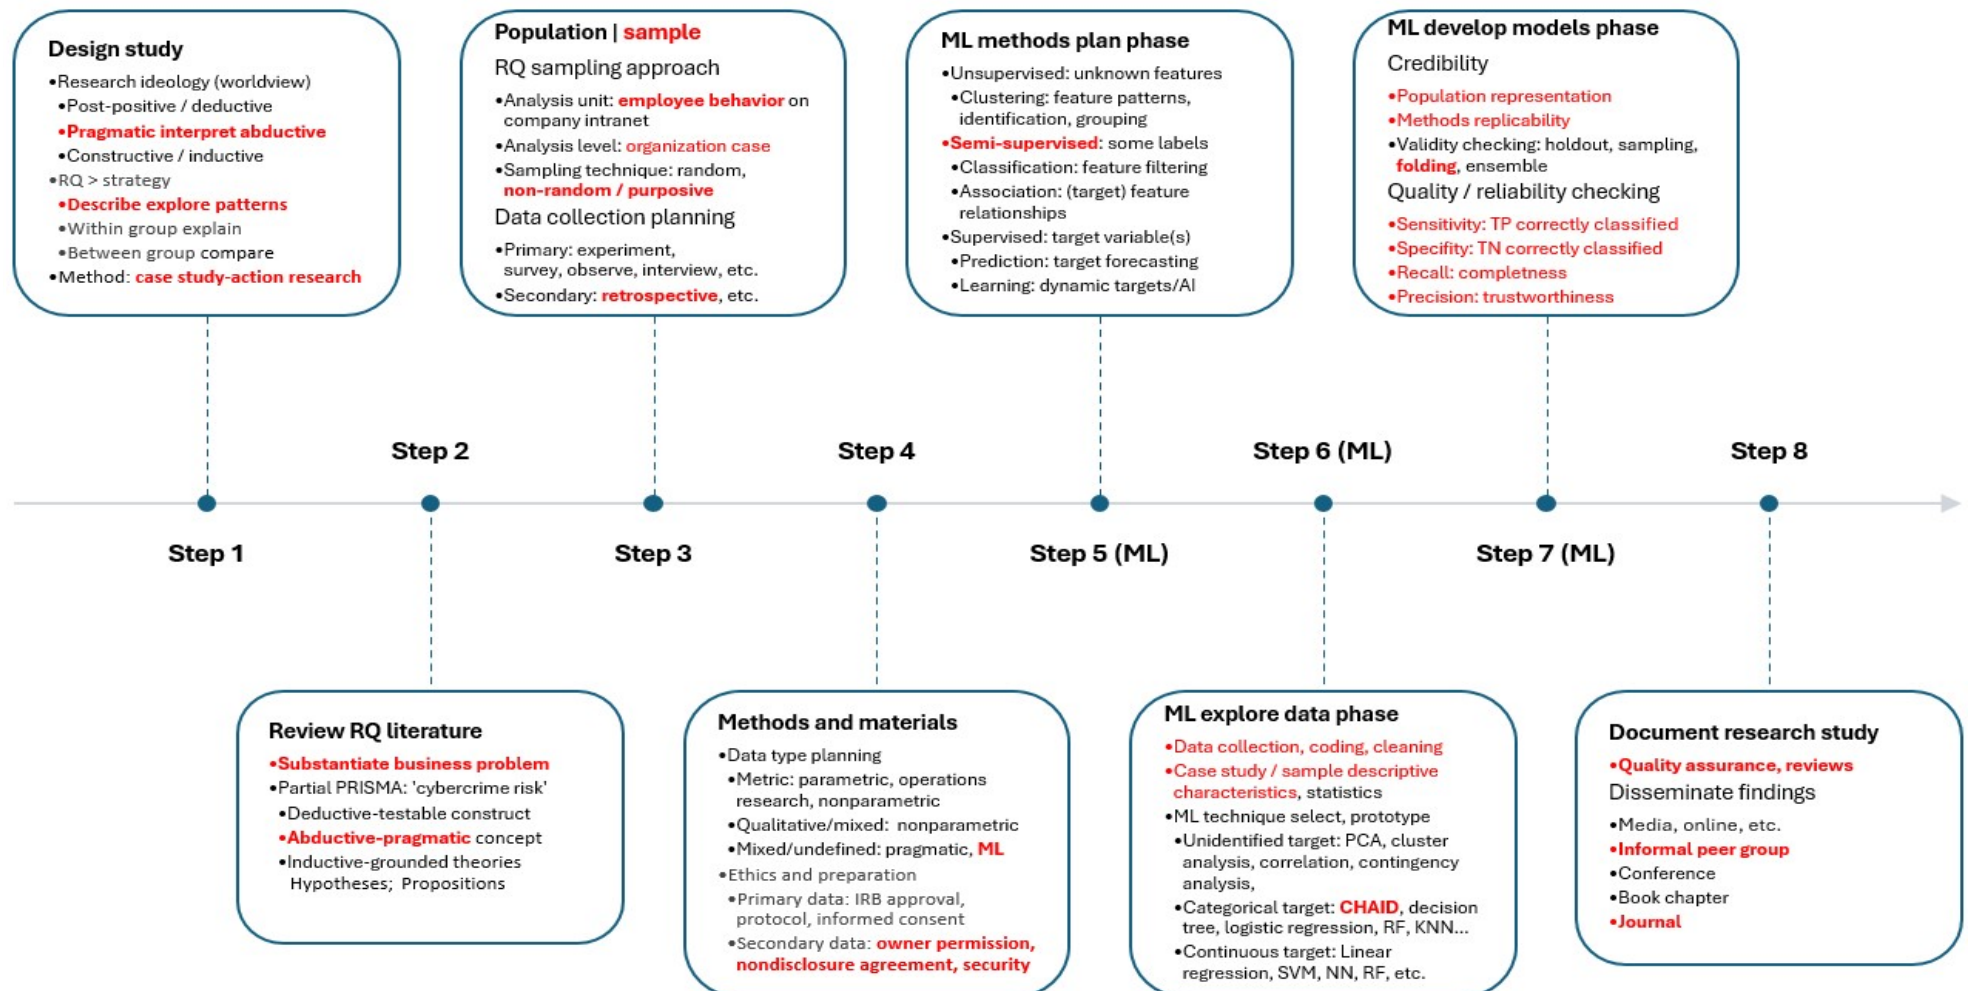 Design study
•Research ideology (worldview)
•Post-positive / deductive
•Pragmatic interpret abductive
•Constructive / inductive
•RQ > strategy
•Describe explore patterns
•Within group explain
•Between group compare
•Method: case study-action research
Population | sample
RQ sampling approach
•Analysis unit: employee behavior on
company intranet
•Analysis level: organization case
•Sampling technique: random,
non-random / purposive
Data collection planning
•Primary: experiment,
survey, observe, interview, etc.
•Secondary: retrospective, etc.
ML methods plan phase
•Unsupervised: unknown features
•Clustering: feature patterns,
identification, grouping
•Semi-supervised: some labels
•Classification: feature filtering
•Association: (target) feature
relationships
•Supervised: target variable(s)
•Prediction: target forecasting
•Learning: dynamic targets/AI
ML develop models phase
Credibility
•Population representation
•Methods replicability
•Validity checking: holdout, sampling,
folding, ensemble
Quality / reliability checking
•Sensitivity: TP correctly classified
•Specifity: TN correctly classified
•Recall: completness
•Precision: trustworthiness
Step 2
Step 4
Step 6 (ML)
Step 8
Step 1
Step 3
Step 5 (ML)
Step 7 (ML)
Review RQ literature
•Substantiate business problem
•Partial PRISMA: 'cybercrime risk'
•Deductive-testable construct
•Abductive-pragmatic concept
•Inductive-grounded theories
Hypotheses; Propositions
Methods and materials
•Data type planning
•Metric: parametric, operations
research, nonparametric
•Qualitative/mixed: nonparametric
•Mixed/undefined: pragmatic, ML
•Ethics and preparation
•Primary data: IRB approval,
protocol, informed consent
•Secondary data: owner permission,
nondisclosure agreement, security
ML explore data phase
•Data collection, coding, cleaning
•Case study / sample descriptive
characteristics, statistics
•ML technique select, prototype
•Unidentified target: PCA, cluster
analysis, correlation, contingency
analysis,
•Categorical target: CHAID, decision
tree, logistic regression, RF, KNN...
•Continuous target: Linear
regression, SVM, NN, RF, etc.
Document research study
•Quality assurance, reviews
Disseminate findings
•Media, online, etc.
•Informal peer group
•Conference
•Book chapter
•Journal